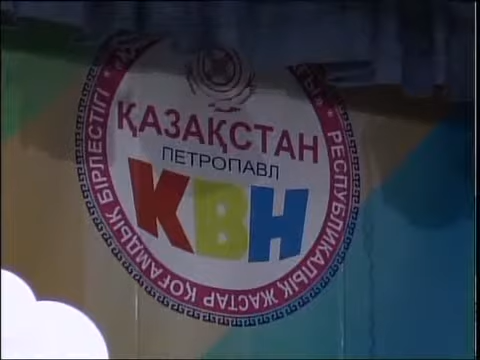 ҚАЗАҚСТАН
ПЕТРОПАВЛ
КВН
РЕСПУБЛИКАЛЫҚ ЖАСТАР ҚОҒАМДЫҚ БІРЛЕСТІГІ